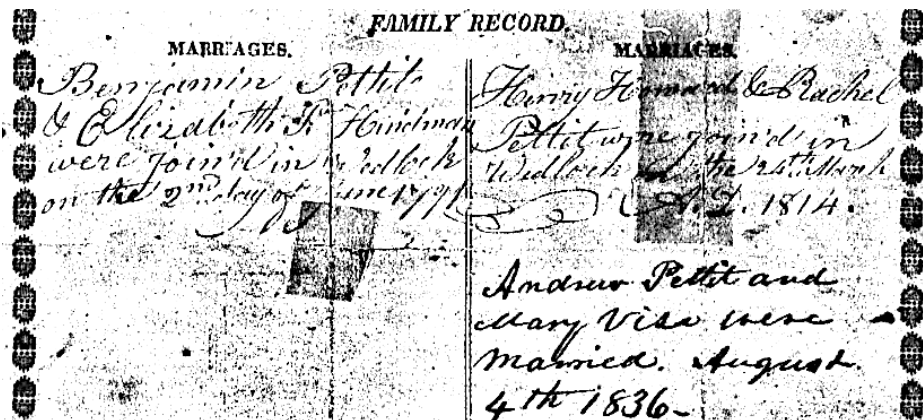 FAMILY RECORD.
MARRIAGES.
Benjamin Pettit
& Elizabeth Hindman
were join'd in Wedlock
on the 2nd day of June
MARRIAGES.
Henry Howard & Rachel
Pettit were join'd in
Wedlock on the 24th March
A.D. 1814.
Andrew Pettit and
Mary Visa were
married. August
4th 1836-